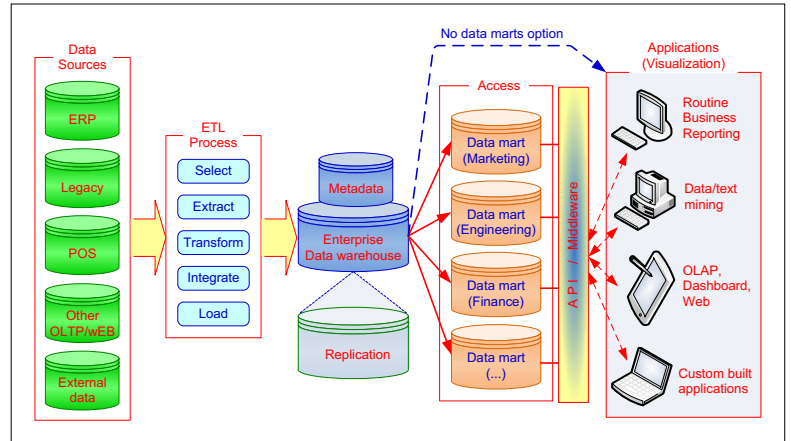 No data marts option
Data
Sources
ERP
Legacy
POS
Other
OLTP/wEB
External
data
ETL
Process
Select
Extract
Transform
Integrate
Load
Metadata
Enterprise
Data warehouse
Replication
Access
Data mart
(Marketing)
Data mart
(Engineering)
Data mart
(Finance)
Data mart
(...)
API / Middleware
Applications
(Visualization)
Routine
Business
Reporting
Data/text
mining
OLAP,
Dashboard,
Web
Custom built
applications